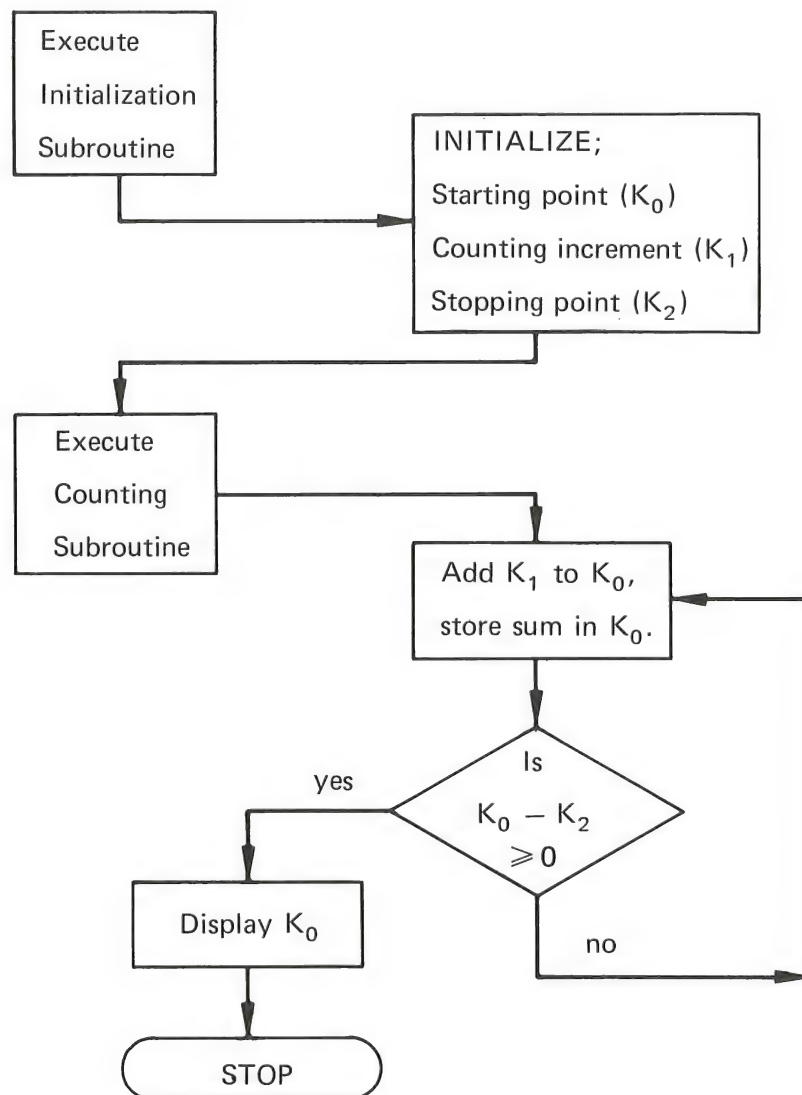 Execute
Initialization
Subroutine
INITIALIZE;
Starting point (K₀)
Counting increment (K₁)
Stopping point (K₂)
Execute
Counting
Subroutine
Add K₁ to K₀,
store sum in K₀.
Is
K₀ − K₂
⩾ 0
yes
no
Display K₀
STOP